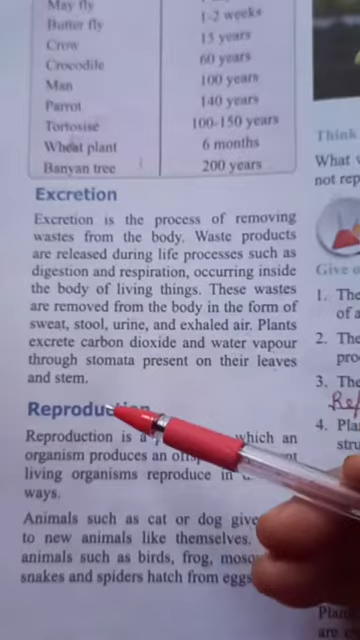 May fly
Butter fly 1-2 weeks
Crow 15 years
Crocodile 60 years
Man 100 years
Parrot 140 years
Tortoise 100-150 years
Wheat plant 6 months
Banyan tree 200 years
Excretion
Excretion is the process of removing
wastes from the body. Waste products
are released during life processes such as
digestion and respiration, occurring inside
the body of living things. These wastes
are removed from the body in the form of
sweat, stool, urine, and exhaled air. Plants
excrete carbon dioxide and water vapour
through stomata present on their leaves
and stem.
Reproduction
Reproduction is a which an
organism produces an
living organisms reproduce in
ways.
Animals such as cat or dog give
to new animals like themselves.
animals such as birds, frog,
snakes and spiders hatch from eggs
Think
What
not rep
Give
1. The
of a
2. The
pro
3. The
Rep
4. Pla
stru
Plant
are